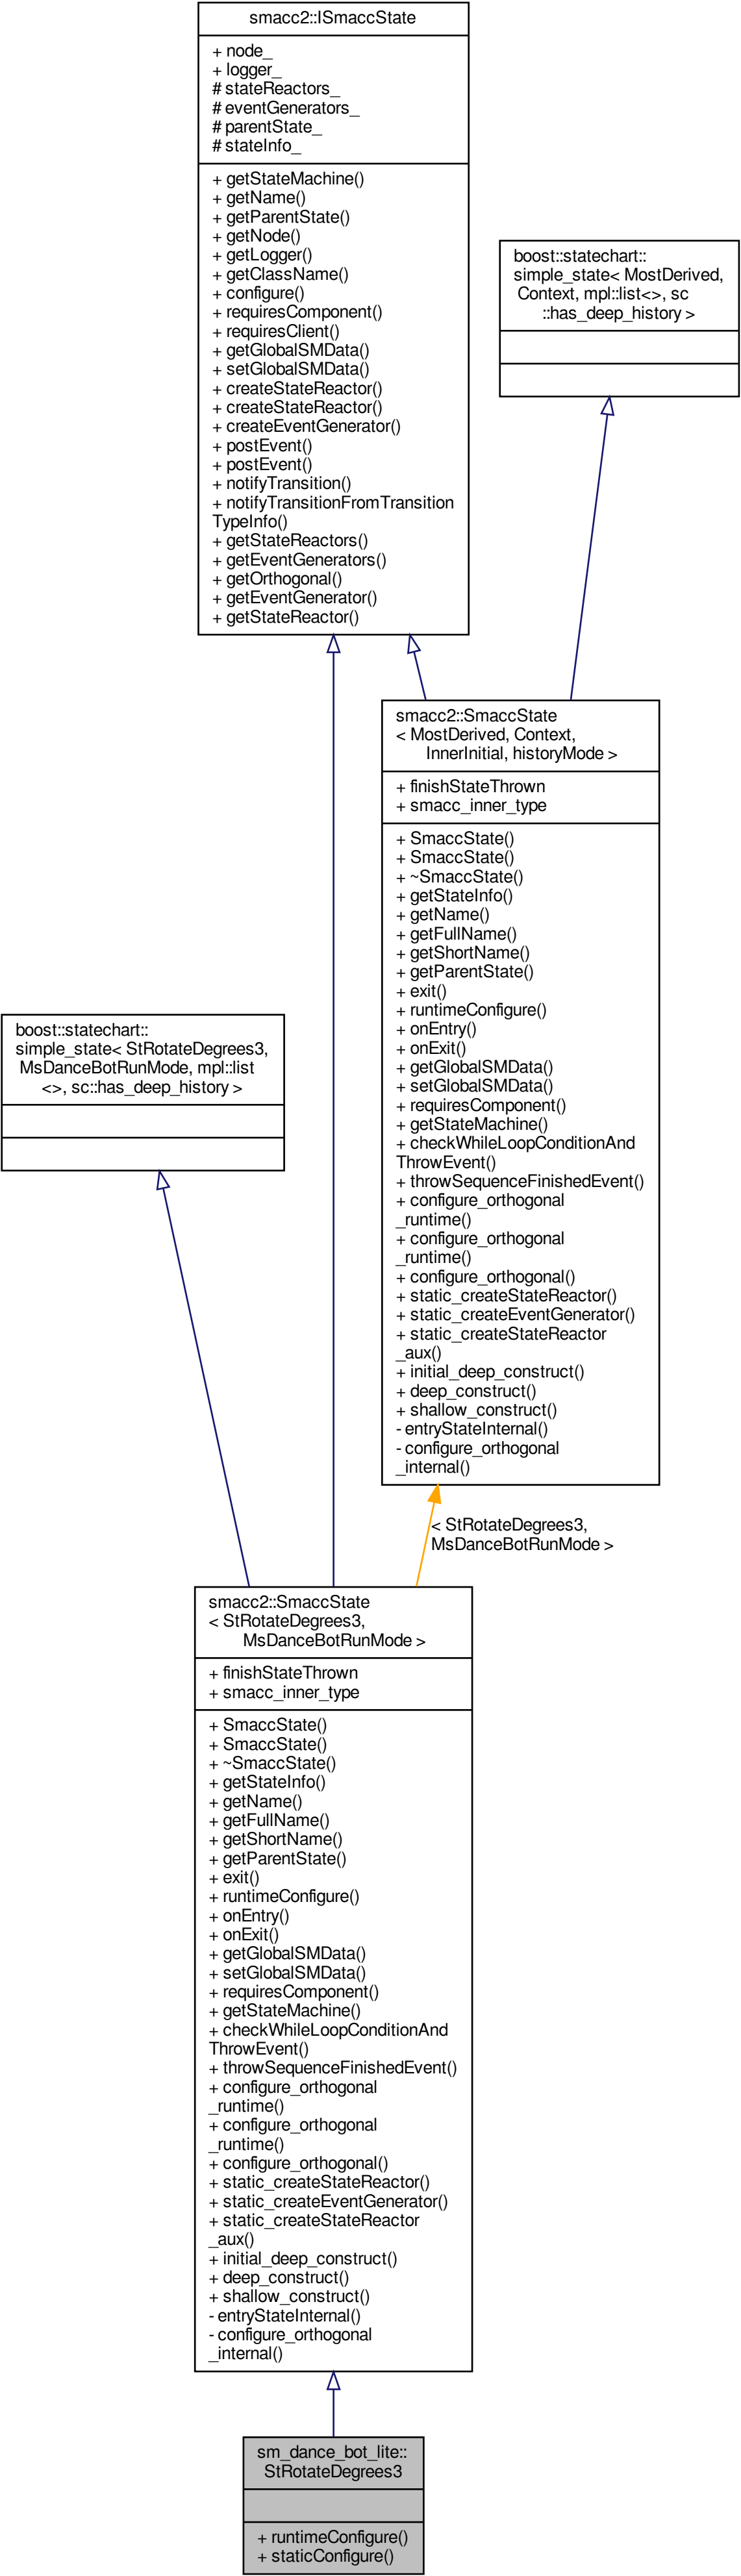 smacc2::ISmaccState
+ node_
+ logger_
# stateReactors_
# eventGenerators_
# parentState_
# stateInfo_
+ getStateMachine()
+ getName()
+ getParentState()
+ getNode()
+ getLogger()
+ getClassName()
+ configure()
+ requiresComponent()
+ requiresClient()
+ getGlobalSMData()
+ setGlobalSMData()
+ createStateReactor()
+ createStateReactor()
+ createEventGenerator()
+ postEvent()
+ postEvent()
+ notifyTransition()
+ notifyTransitionFromTransition
TypeInfo()
+ getStateReactors()
+ getEventGenerators()
+ getOrthogonal()
+ getEventGenerator()
+ getStateReactor()
boost::statechart::
simple_state< MostDerived,
Context, mpl::list<>, sc
::has_deep_history >
smacc2::SmaccState
< MostDerived, Context,
InnerInitial, historyMode >
+ finishStateThrown
+ smacc_inner_type
+ SmaccState()
+ SmaccState()
+ ~SmaccState()
+ getStateInfo()
+ getName()
+ getFullName()
+ getShortName()
+ getParentState()
+ exit()
+ runtimeConfigure()
+ onEntry()
+ onExit()
+ getGlobalSMData()
+ setGlobalSMData()
+ requiresComponent()
+ getStateMachine()
+ checkWhileLoopConditionAnd
ThrowEvent()
+ throwSequenceFinishedEvent()
+ configure_orthogonal
_runtime()
+ configure_orthogonal
_runtime()
+ configure_orthogonal()
+ static_createStateReactor()
+ static_createEventGenerator()
+ static_createStateReactor
_aux()
+ initial_deep_construct()
+ deep_construct()
+ shallow_construct()
- entryStateInternal()
- configure_orthogonal
_internal()
boost::statechart::
simple_state< StRotateDegrees3,
MsDanceBotRunMode, mpl::list
<>, sc::has_deep_history >
< StRotateDegrees3,
MsDanceBotRunMode >
smacc2::SmaccState
< StRotateDegrees3,
MsDanceBotRunMode >
+ finishStateThrown
+ smacc_inner_type
+ SmaccState()
+ SmaccState()
+ ~SmaccState()
+ getStateInfo()
+ getName()
+ getFullName()
+ getShortName()
+ getParentState()
+ exit()
+ runtimeConfigure()
+ onEntry()
+ onExit()
+ getGlobalSMData()
+ setGlobalSMData()
+ requiresComponent()
+ getStateMachine()
+ checkWhileLoopConditionAnd
ThrowEvent()
+ throwSequenceFinishedEvent()
+ configure_orthogonal
_runtime()
+ configure_orthogonal
_runtime()
+ configure_orthogonal()
+ static_createStateReactor()
+ static_createEventGenerator()
+ static_createStateReactor
_aux()
+ initial_deep_construct()
+ deep_construct()
+ shallow_construct()
- entryStateInternal()
- configure_orthogonal
_internal()
sm_dance_bot_lite::
StRotateDegrees3
+ runtimeConfigure()
+ staticConfigure()